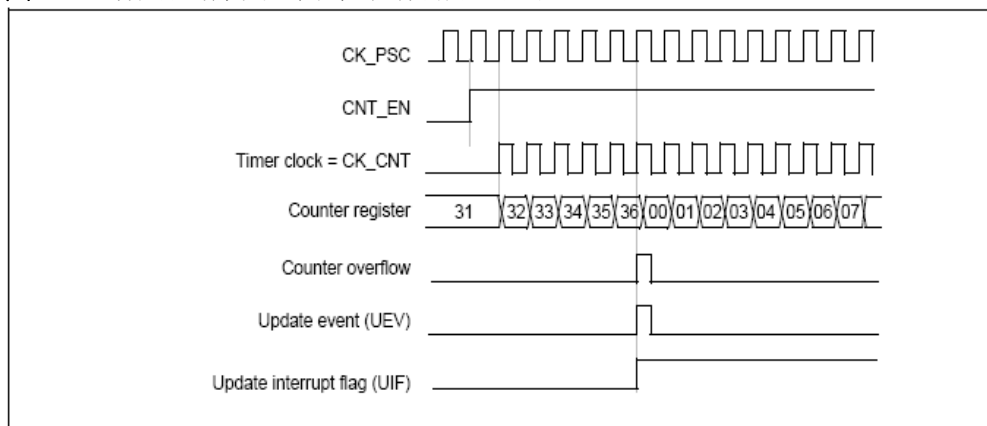 CK_PSC
CNT_EN
Timer clock = CK_CNT
Counter register 31 32 33 34 35 36 00 01 02 03 04 05 06 07
Counter overflow
Update event (UEV)
Update interrupt flag (UIF)